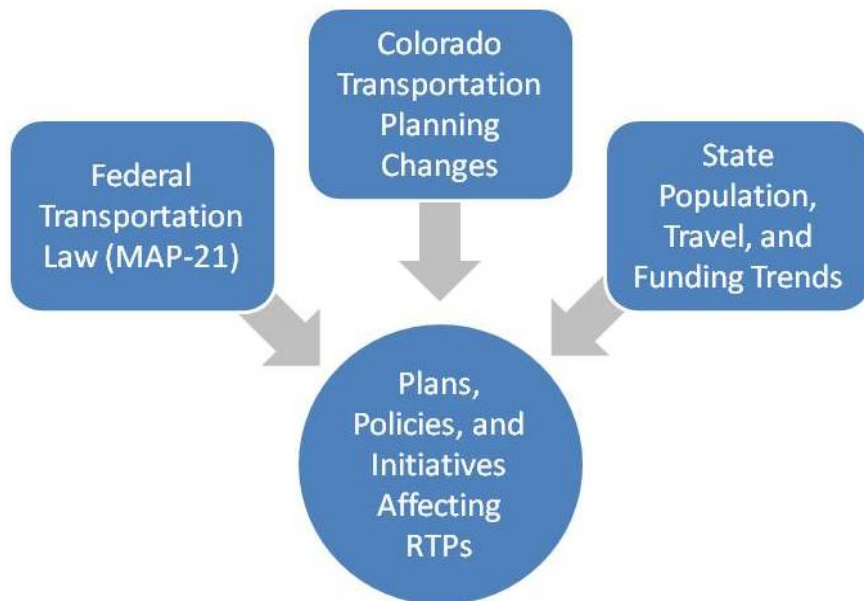 Colorado
Transportation
Planning
Changes
Federal
Transportation
Law (MAP-21)
State
Population,
Travel, and
Funding Trends
Plans,
Policies, and
Initiatives
Affecting
RTPs